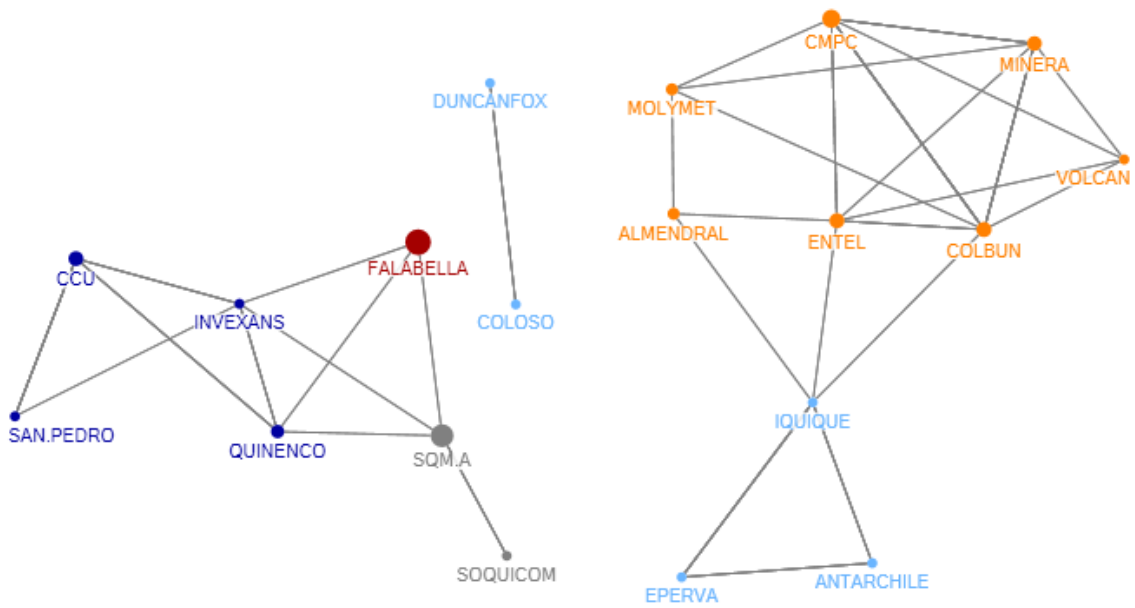 CMPC
MINERA
DUNCANFOX
MOLYMET
VOLCAN
ALMENDRAL
ENTEL
COLBUN
FALABELLA
CCU
INVEXANS
COLOSO
IQUIQUE
SAN.PEDRO
QUINENCO
SQM.A
SOQUICOM
EPERVA
ANTARCHILE